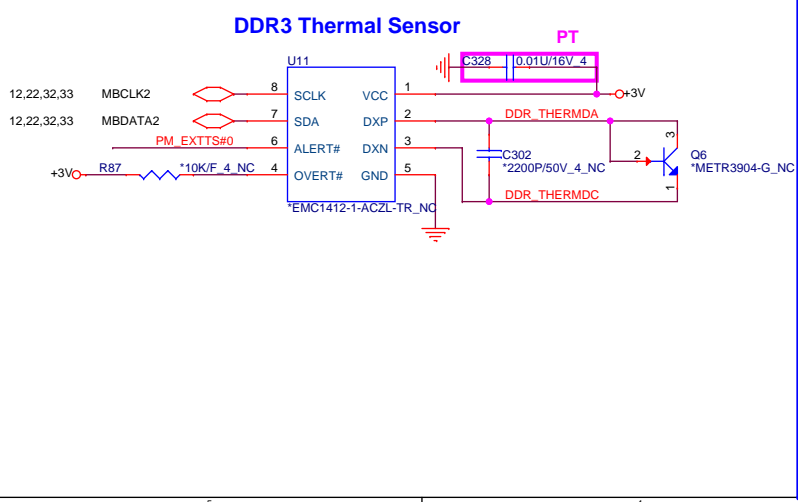 DDR3 Thermal Sensor
PT
U11
C328 0.01U/16V_4
12,22,32,33 MBCLK2 8 SCLK VCC 1 +3V
12,22,32,33 MBDATA2 7 SDA DXP 2 DDR_THERMDA
PM_EXTTS#0 6 ALERT# DXN 3
C302 2 3 Q6
*2200P/50V_4_NC *METR3904-G_NC
+3V R87 *10K/F_4_NC 4 OVERT# GND 5
DDR_THERMDC 1
*EMC1412-1-ACZL-TR_NC